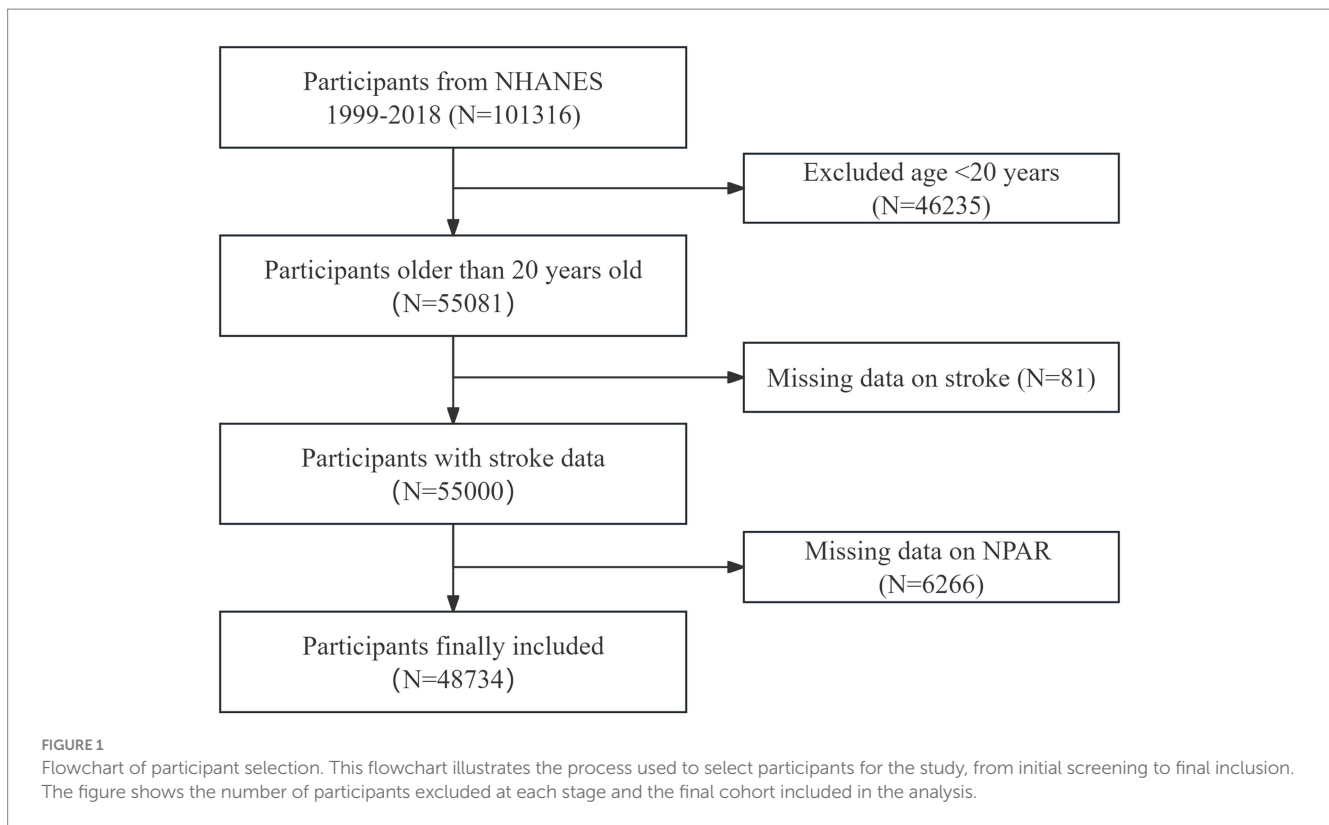 Participants from NHANES
1999-2018 (N=101316)
Excluded age <20 years
(N=46235)
Participants older than 20 years old
(N=55081)
Missing data on stroke (N=81)
Participants with stroke data
(N=55000)
Missing data on NPAR
(N=6266)
Participants finally included
(N=48734)
FIGURE 1
Flowchart of participant selection. This flowchart illustrates the process used to select participants for the study, from initial screening to final inclusion.
The figure shows the number of participants excluded at each stage and the final cohort included in the analysis.